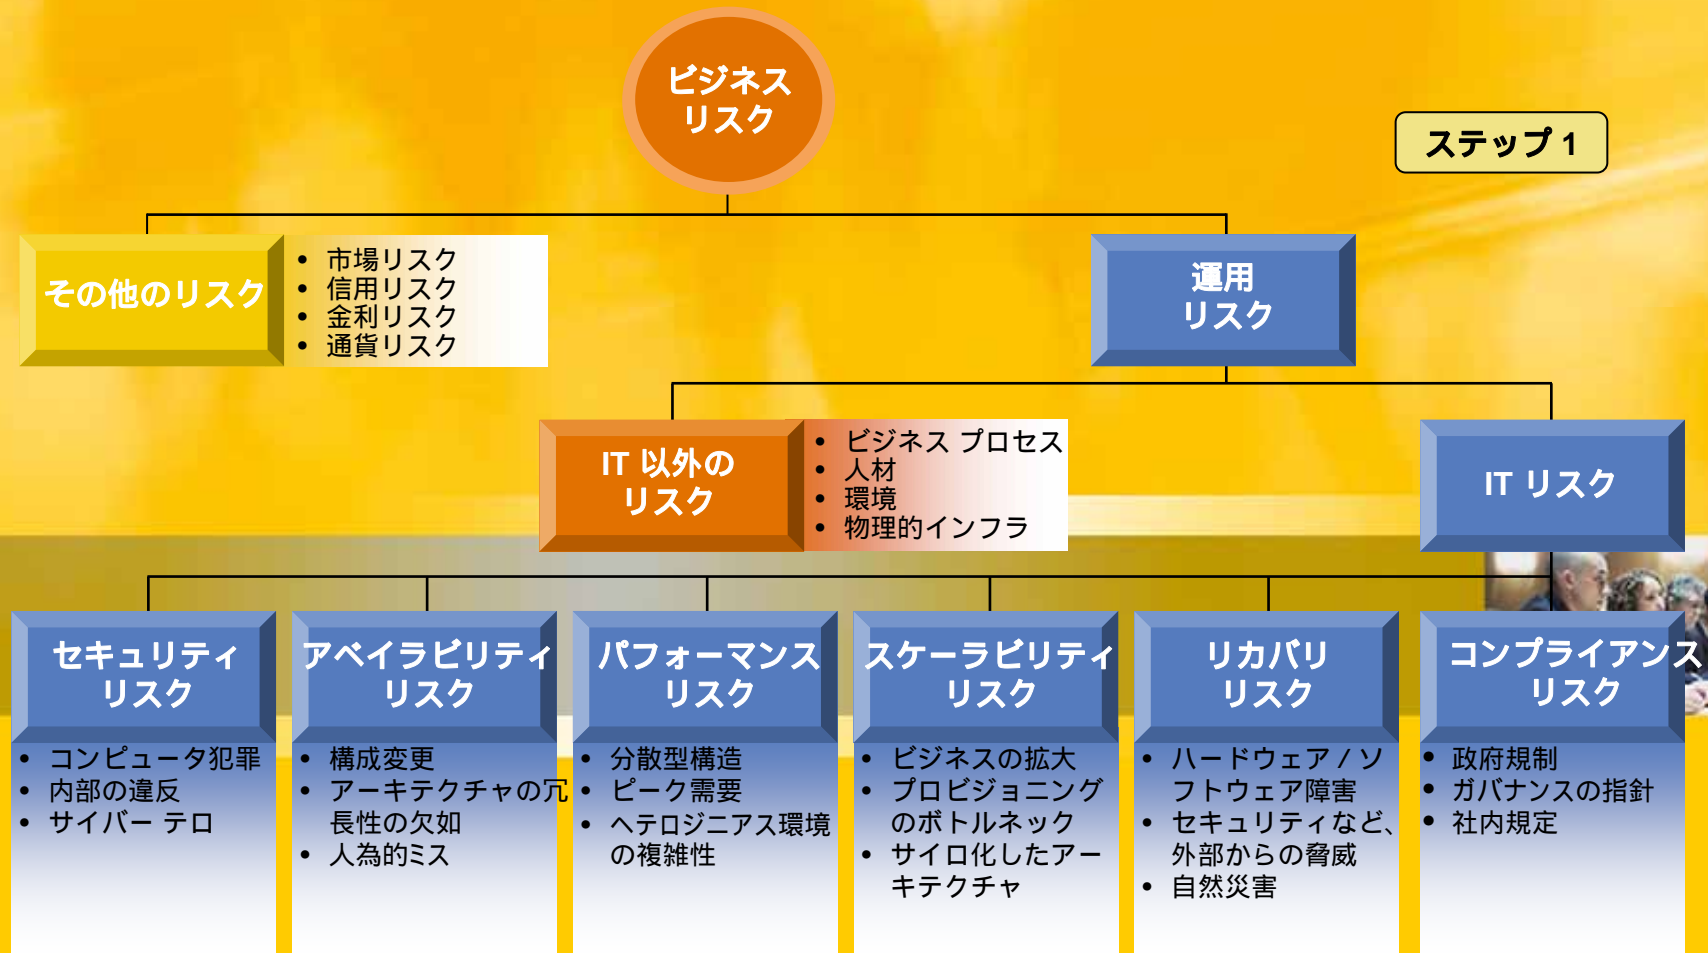 ビジネス
リスク
ステップ 1
その他のリスク
• 市場リスク
• 信用リスク
• 金利リスク
• 通貨リスク
運用
リスク
IT 以外の
リスク
• ビジネス プロセス
• 人材
• 環境
• 物理的インフラ
IT リスク
セキュリティ
リスク
• コンピュータ犯罪
• 内部の違反
• サイバー テロ
アベイラビリティ
リスク
• 構成変更
• アーキテクチャの冗
長性の欠如
• 人為的ミス
パフォーマンス
リスク
• 分散型構造
• ピーク需要
• ヘテロジニアス環境
の複雑性
スケーラビリティ
リスク
• ビジネスの拡大
• プロビジョニング
のボトルネック
• サイロ化したアー
キテクチャ
リカバリ
リスク
• ハードウェア / ソ
フトウェア障害
• セキュリティなど、
外部からの脅威
• 自然災害
コンプライアンス
リスク
• 政府規制
• ガバナンスの指針
• 社内規定